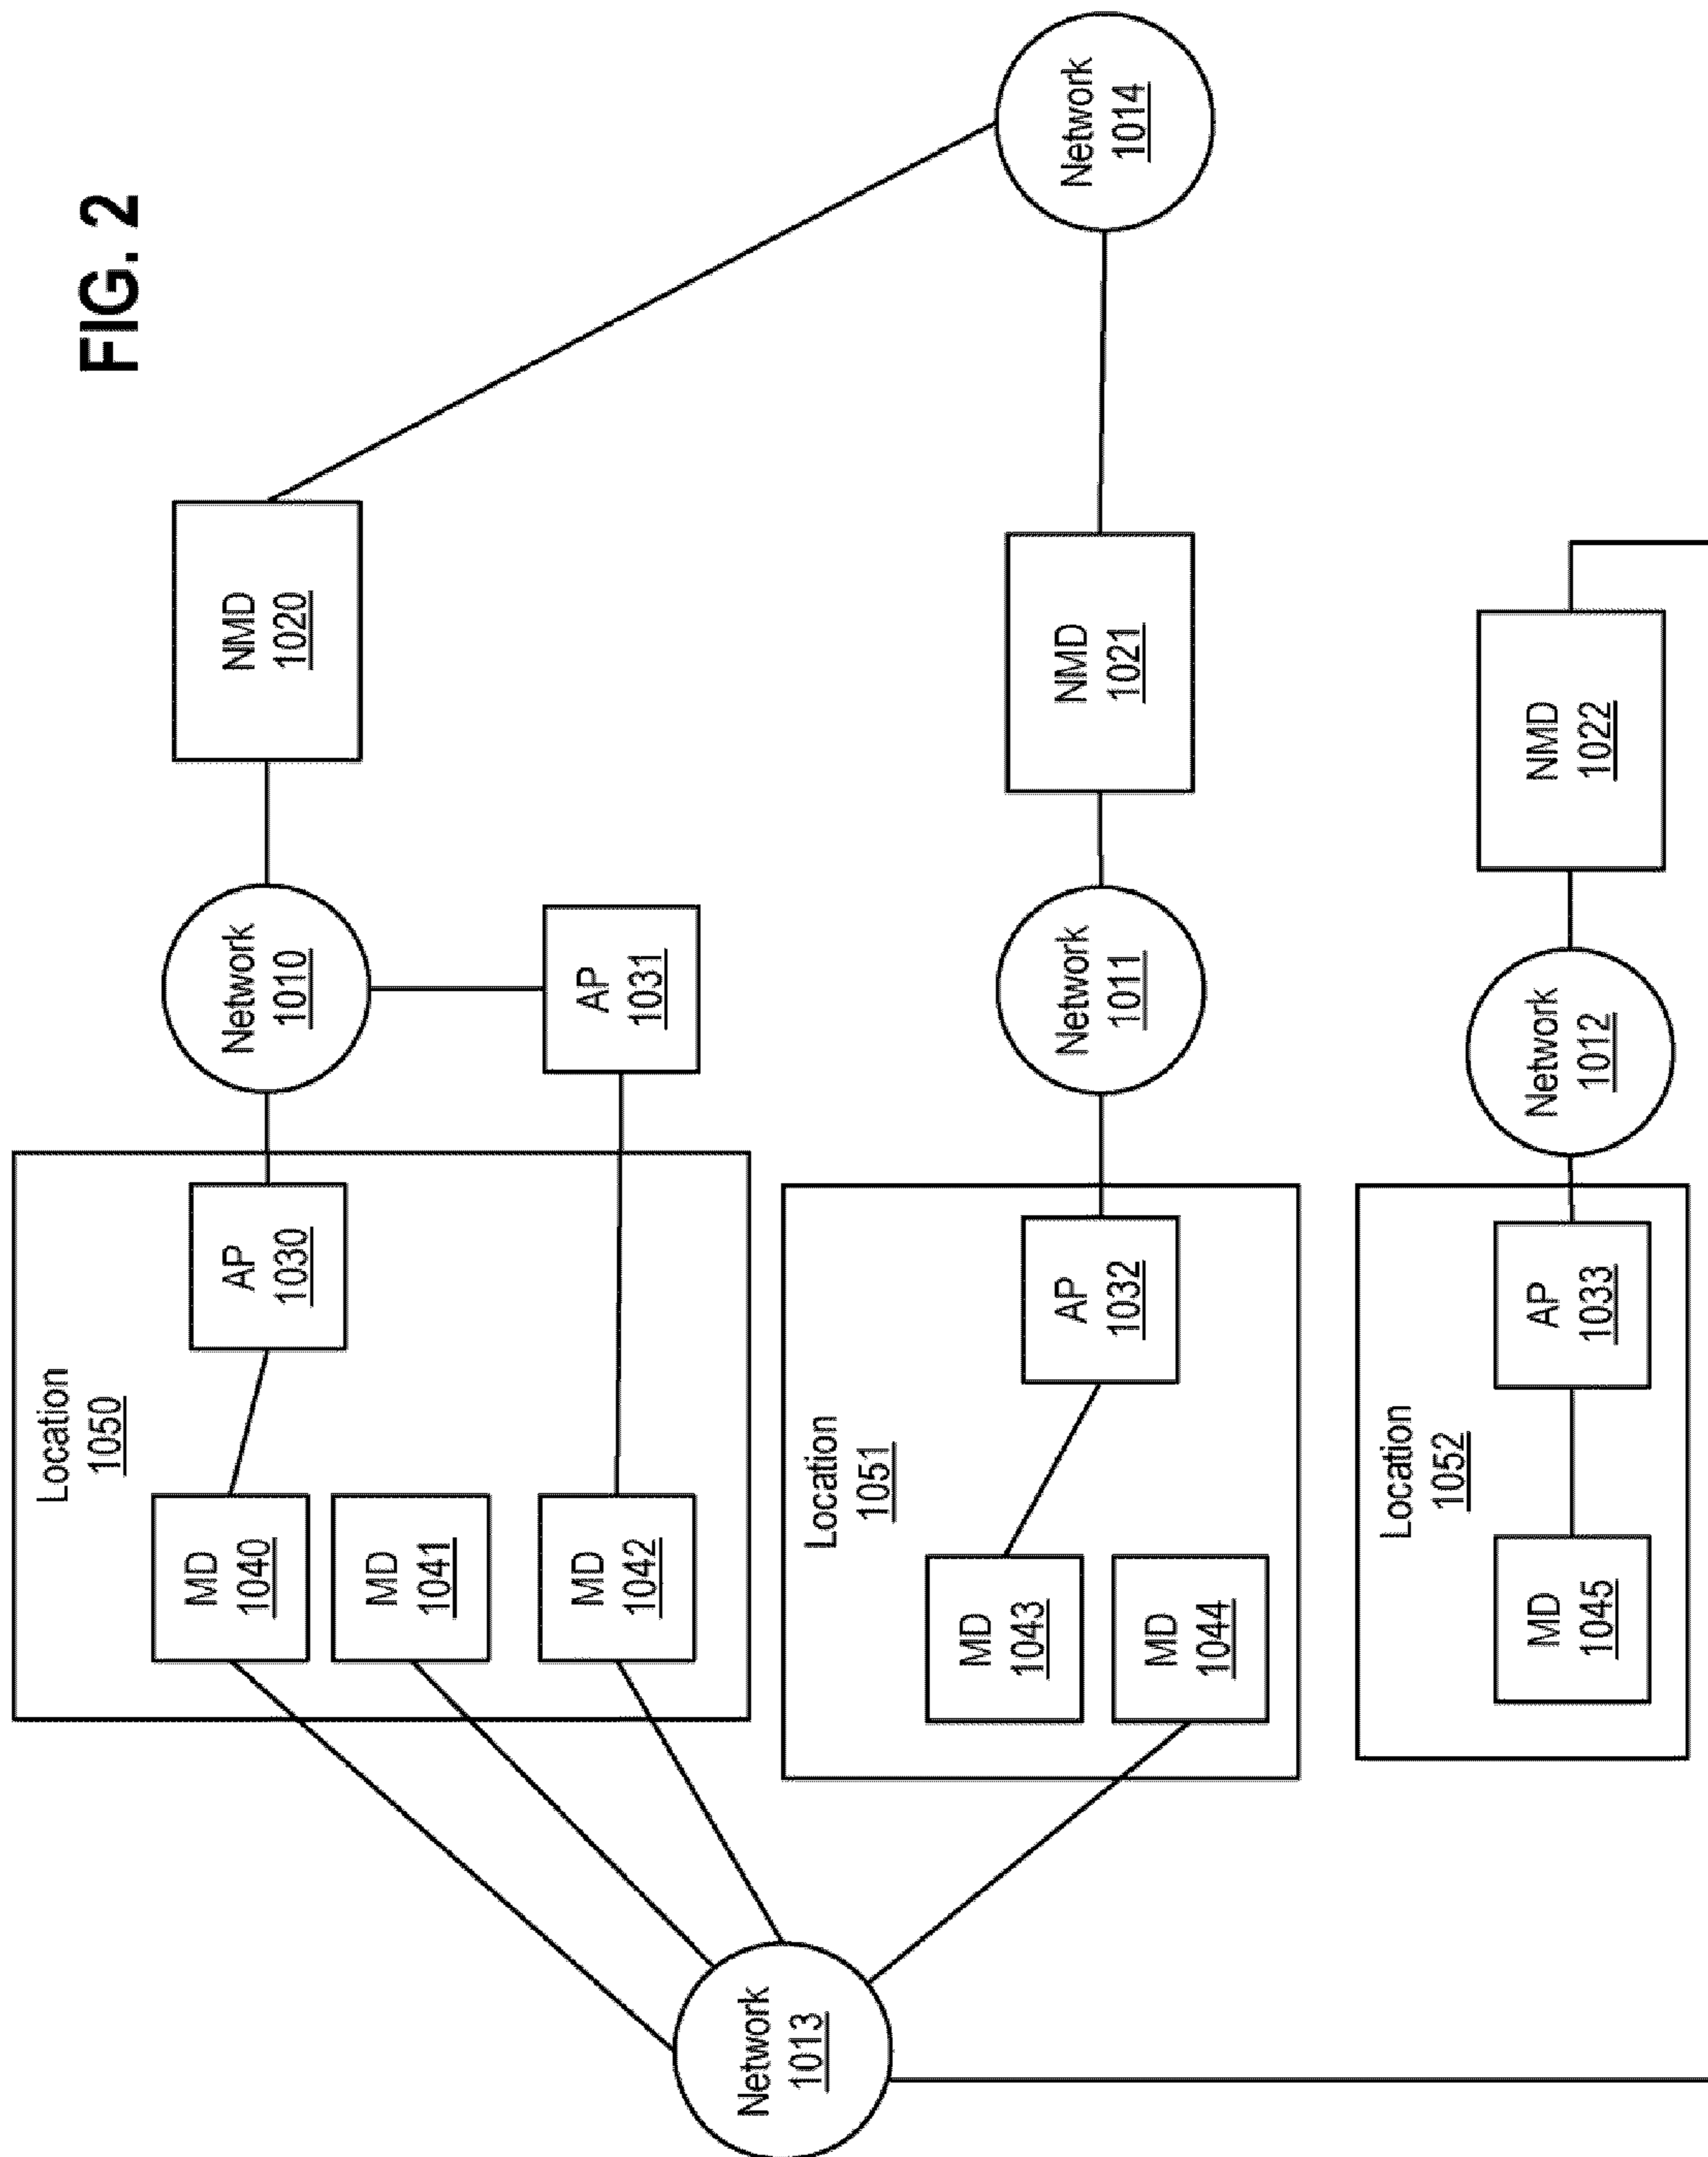 FIG. 2
Location
1050
MD
1040
AP
1030
Network
1010
NMD
1020
MD
1041
MD
1042
AP
1031
Network
1013
Location
1051
MD
1043
MD
1044
AP
1032
Network
1011
NMD
1021
Network
1014
Location
1052
MD
1045
AP
1033
Network
1012
NMD
1022